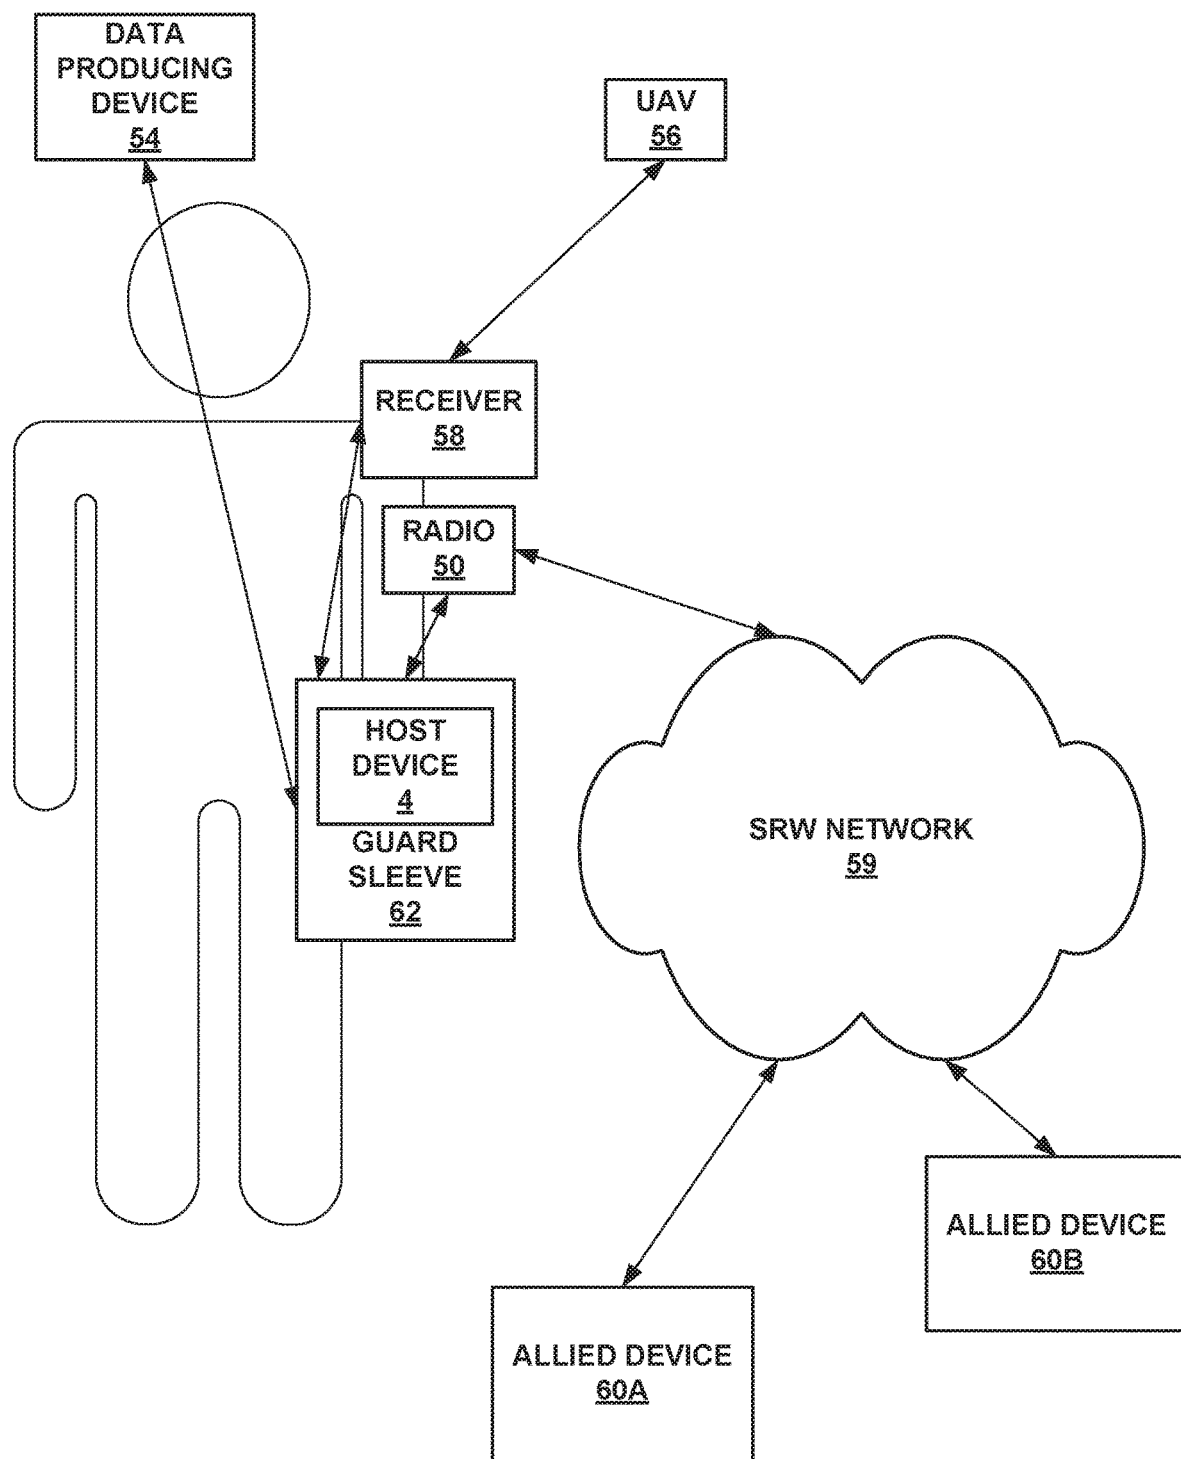 DATA
PRODUCING
DEVICE
54
UAV
56
RECEIVER
58
RADIO
50
HOST
DEVICE
4
GUARD
SLEEVE
62
SRW NETWORK
59
ALLIED DEVICE
60B
ALLIED DEVICE
60A